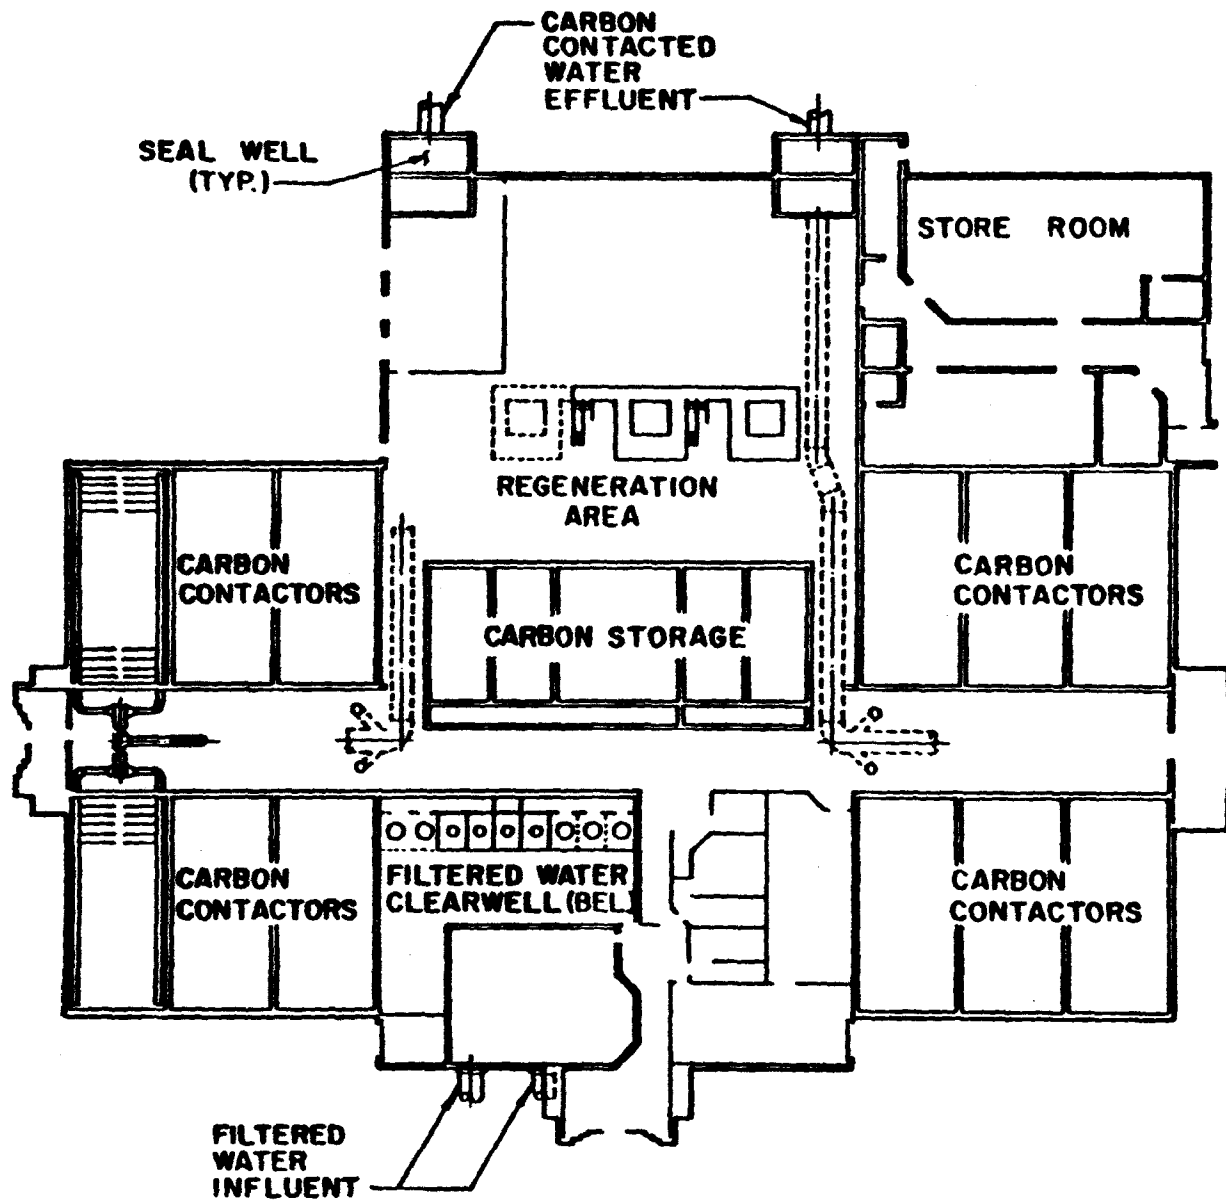 CARBON
CONTACTED
WATER
EFFLUENT
SEAL WELL
(TYP.)
STORE ROOM
REGENERATION
AREA
CARBON
CONTACTORS
CARBON
CONTACTORS
CARBON STORAGE
CARBON
CONTACTORS
FILTERED WATER
CLEARWELL (BEL)
CARBON
CONTACTORS
FILTERED
WATER
INFLUENT